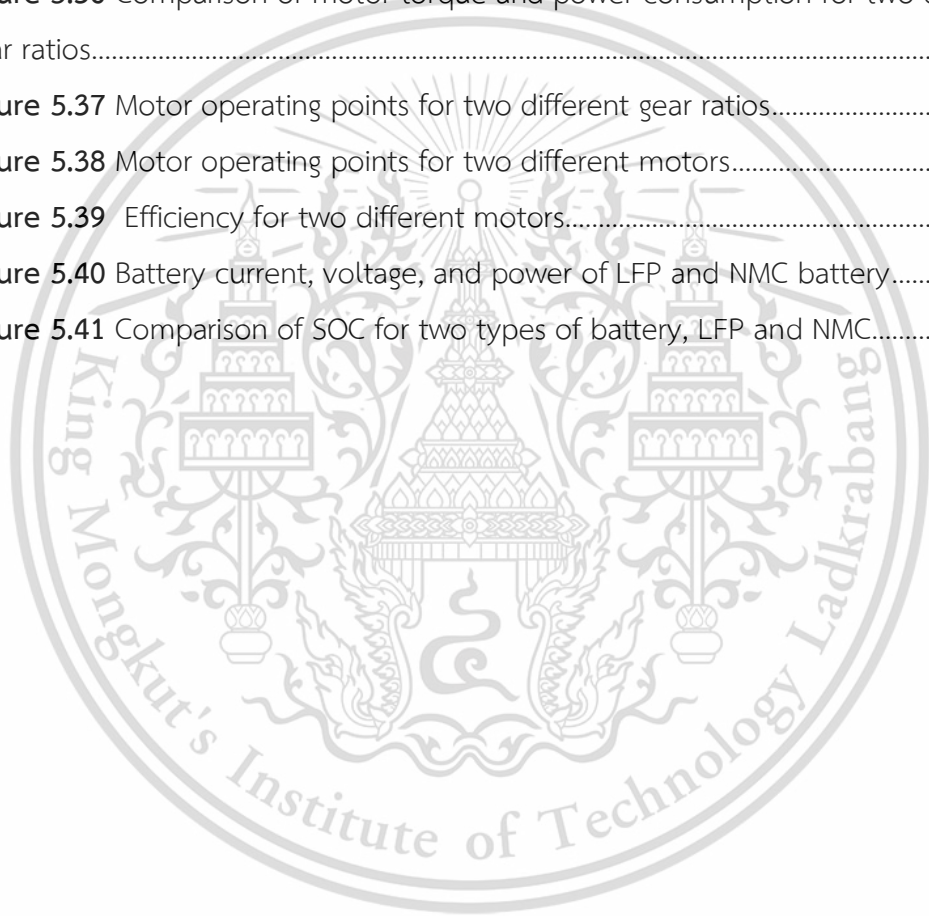 ure 5.36 Comparison of motor torque and power consumption for two
ar ratios
ure 5.37 Motor operating points for two different gear ratios
ure 5.38 Motor operating points for two different motors
ure 5.39 Efficiency for two different motors
ure 5.40 Battery current, voltage, and power of LFP and NMC battery
ure 5.41 Comparison of SOC for two types of battery, LFP and NMC
King Mongkut's Institute of Technology Ladkrabang